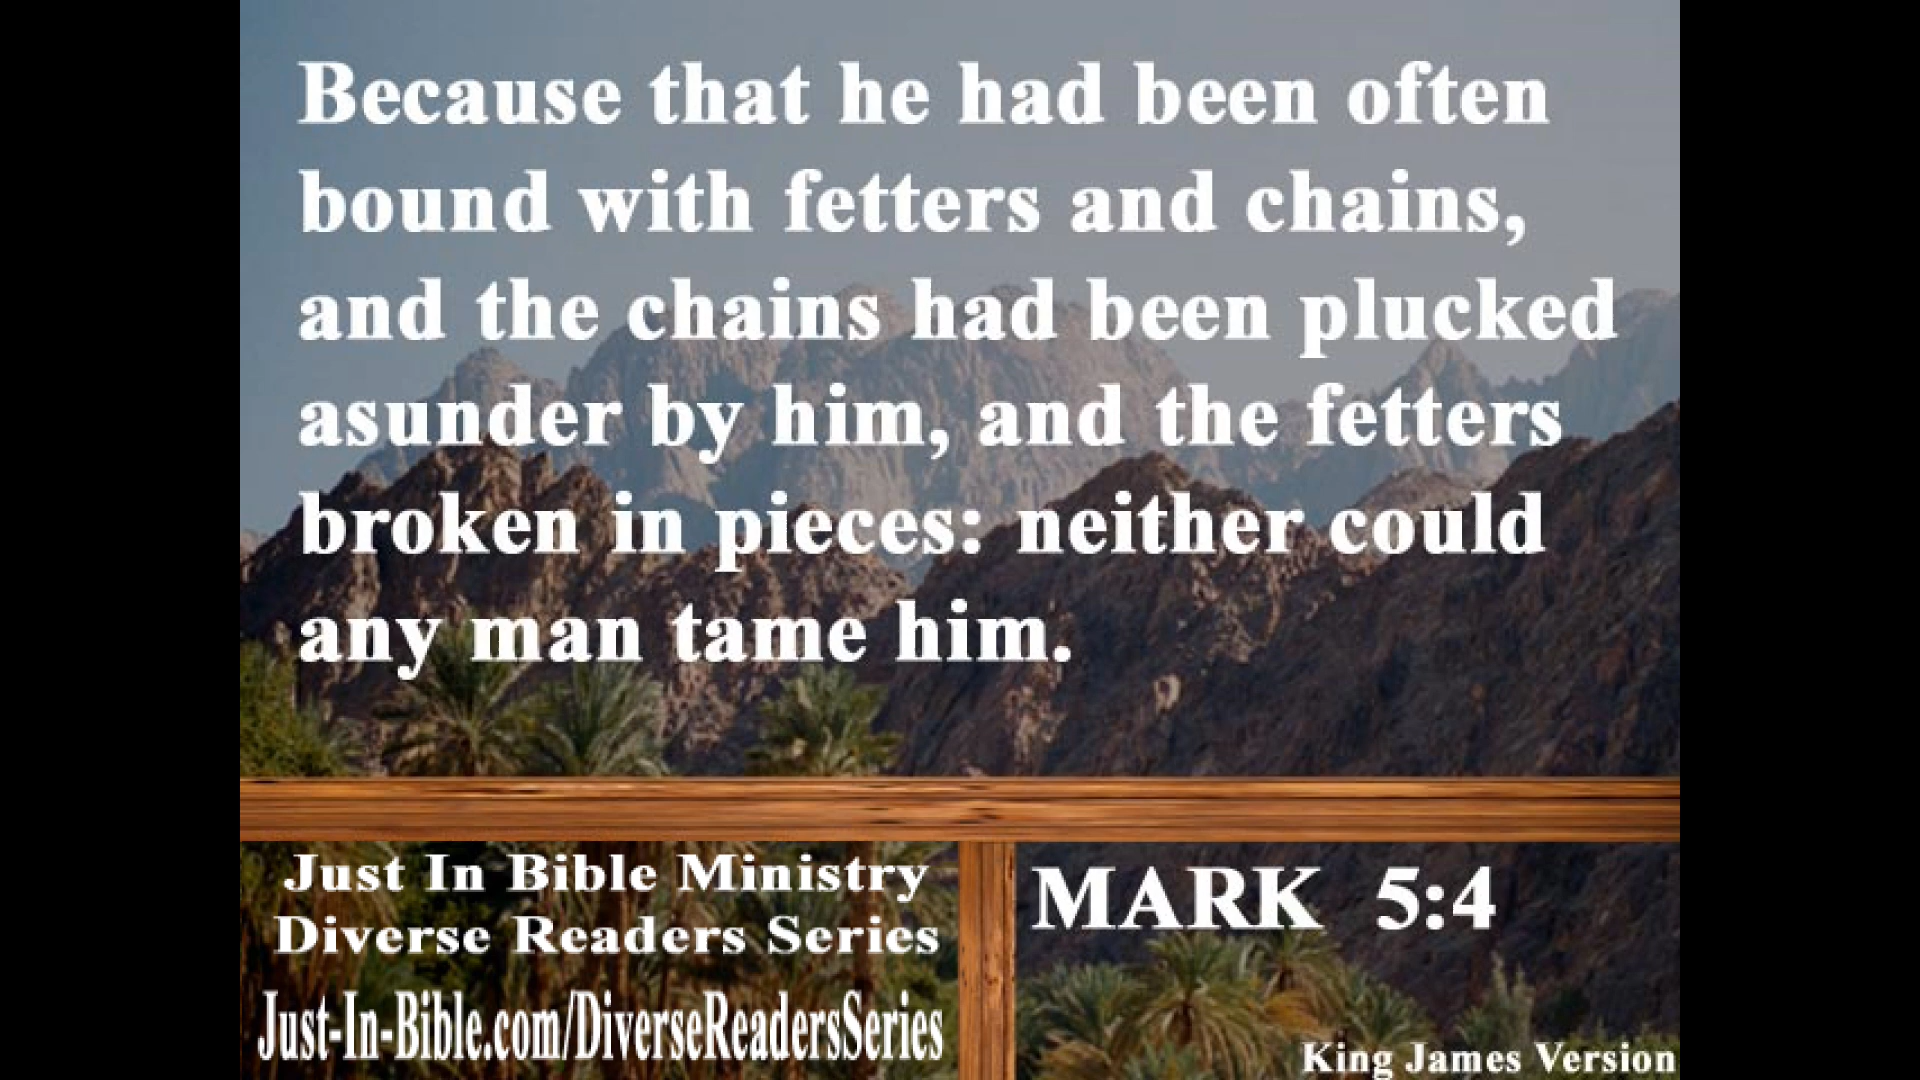 Because that he had been often
bound with fetters and chains,
and the chains had been plucked
asunder by him, and the fetters
broken in pieces: neither could
any man tame him.
Just In Bible Ministry
Diverse Readers Series
Just-In-Bible.com/DiverseReadersSeries
MARK 5:4
King James Version